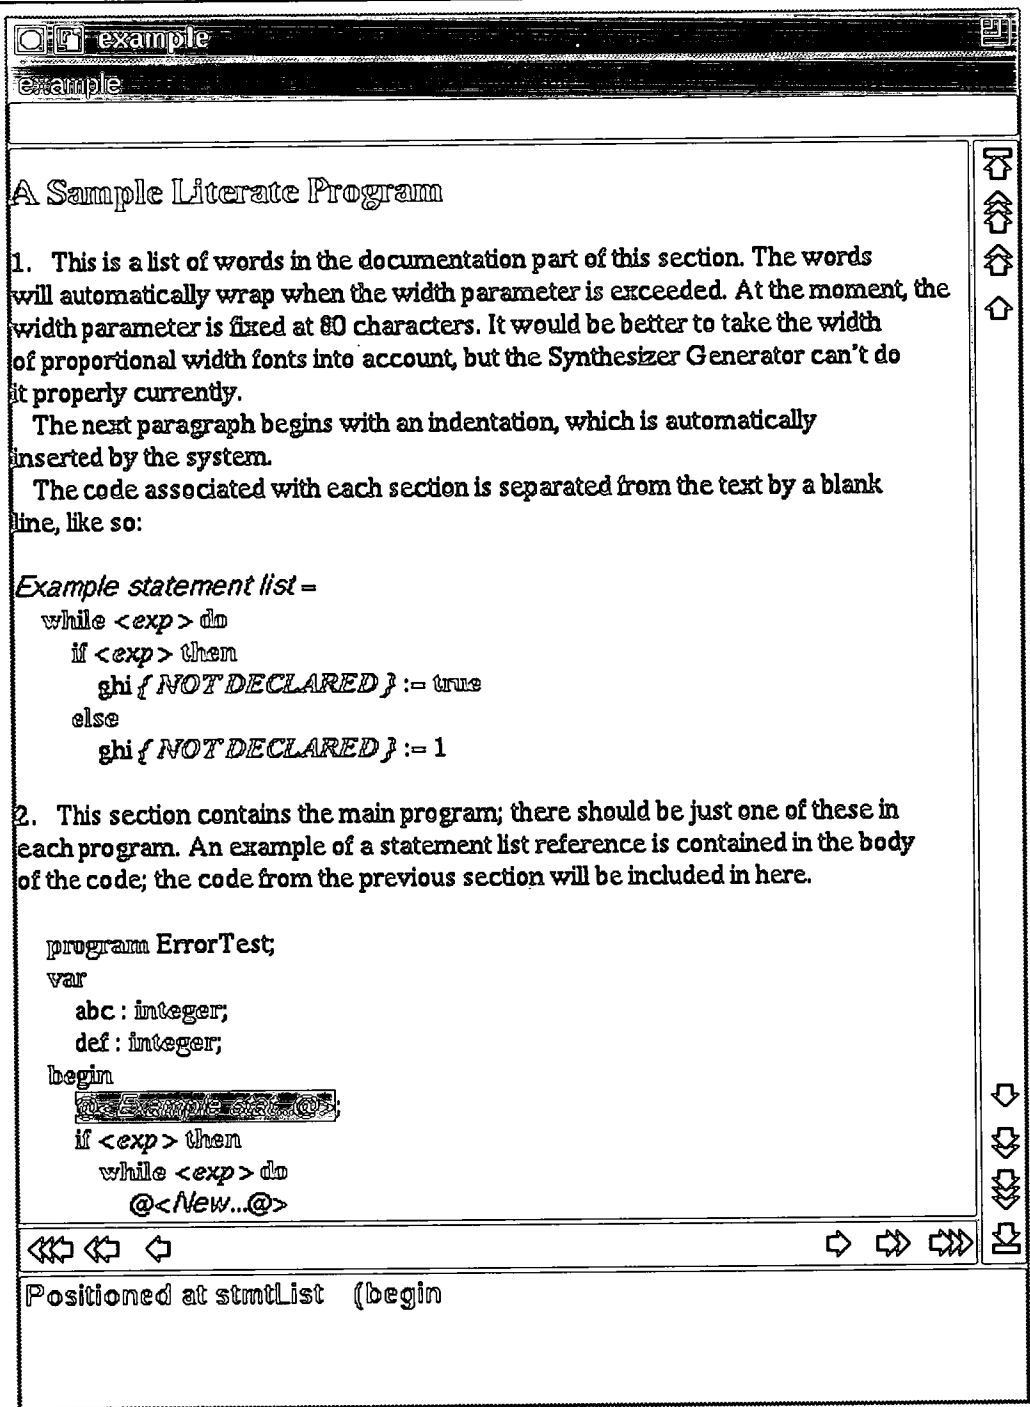 example
example
A Sample Literate Program
1. This is a list of words in the documentation part of this section. The words
will automatically wrap when the width parameter is exceeded. At the moment, the
width parameter is fixed at 80 characters. It would be better to take the width
of proportional width fonts into account, but the Synthesizer Generator can't do
it properly currently.
The next paragraph begins with an indentation, which is automatically
inserted by the system.
The code associated with each section is separated from the text by a blank
line, like so:
Example statement list =
while <exp> do
if <exp> then
ghi { NOT DECLARED } := true
else
ghi { NOT DECLARED } := 1
2. This section contains the main program; there should be just one of these in
each program. An example of a statement list reference is contained in the body
of the code; the code from the previous section will be included in here.
program ErrorTest;
var
abc : integer;
def : integer;
begin
@<Example stat...@>;
if <exp> then
while <exp> do
@<New...@>
Positioned at stmtList (begin